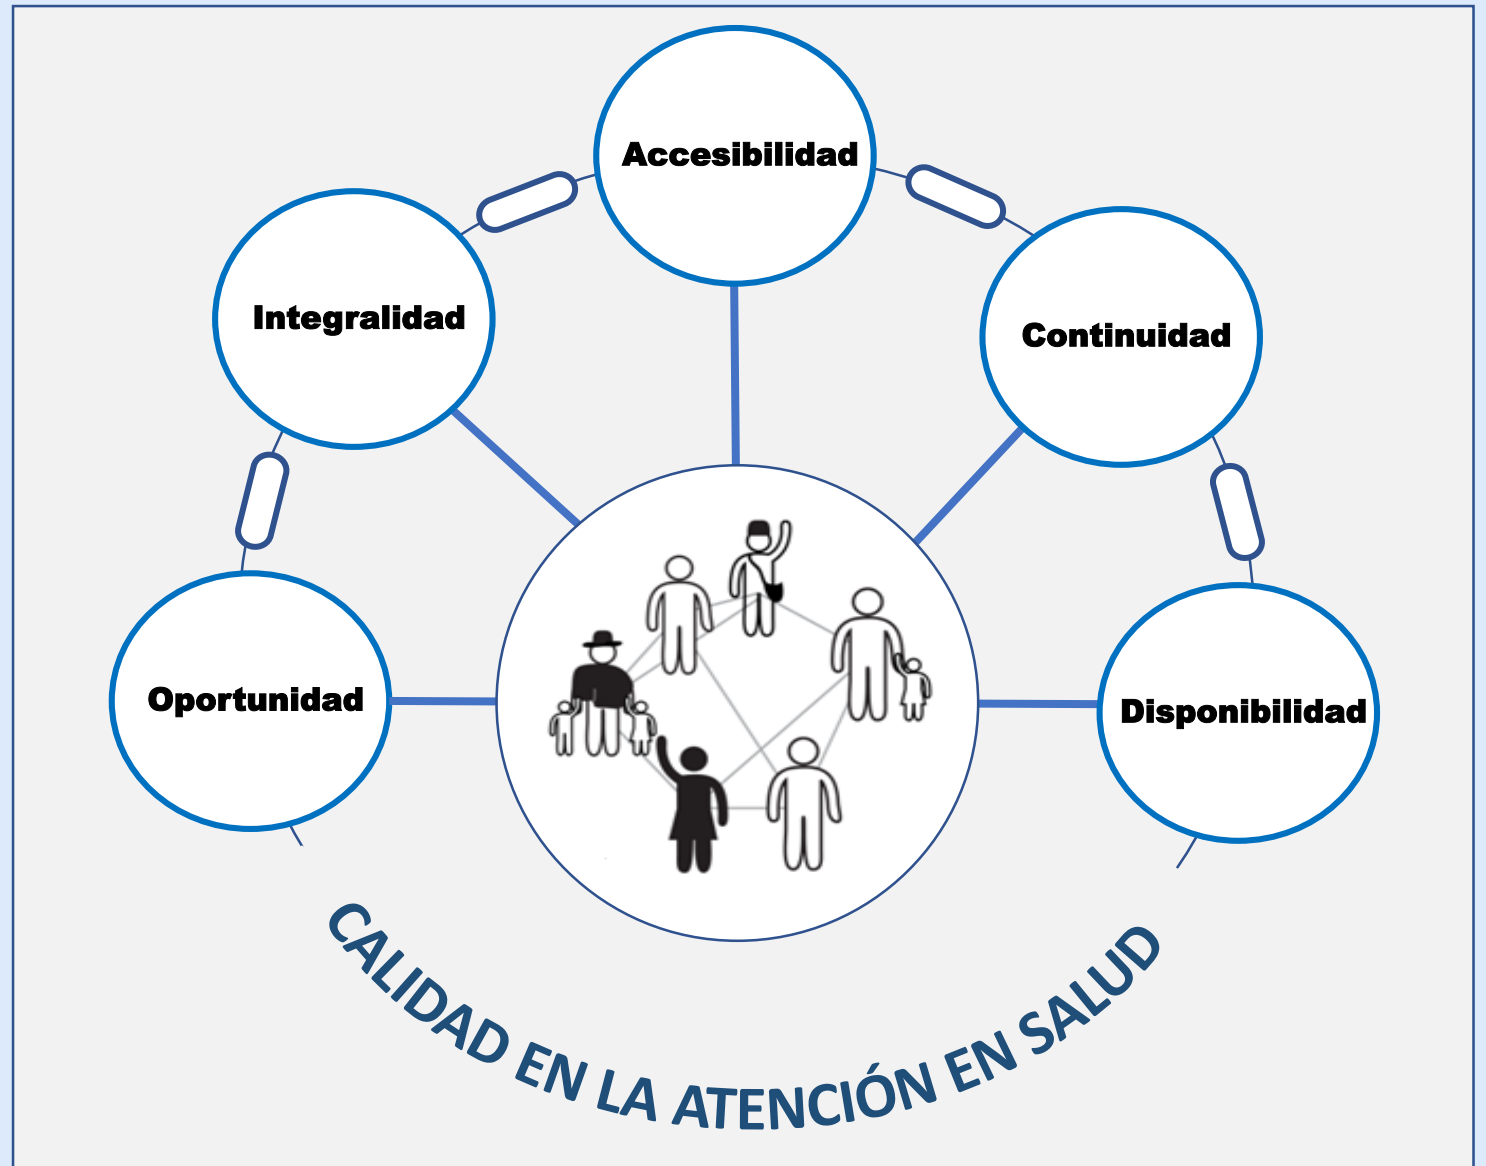 Accesibilidad
Integralidad
Continuidad
Oportunidad
Disponibilidad
CALIDAD EN LA ATENCIÓN EN SALUD